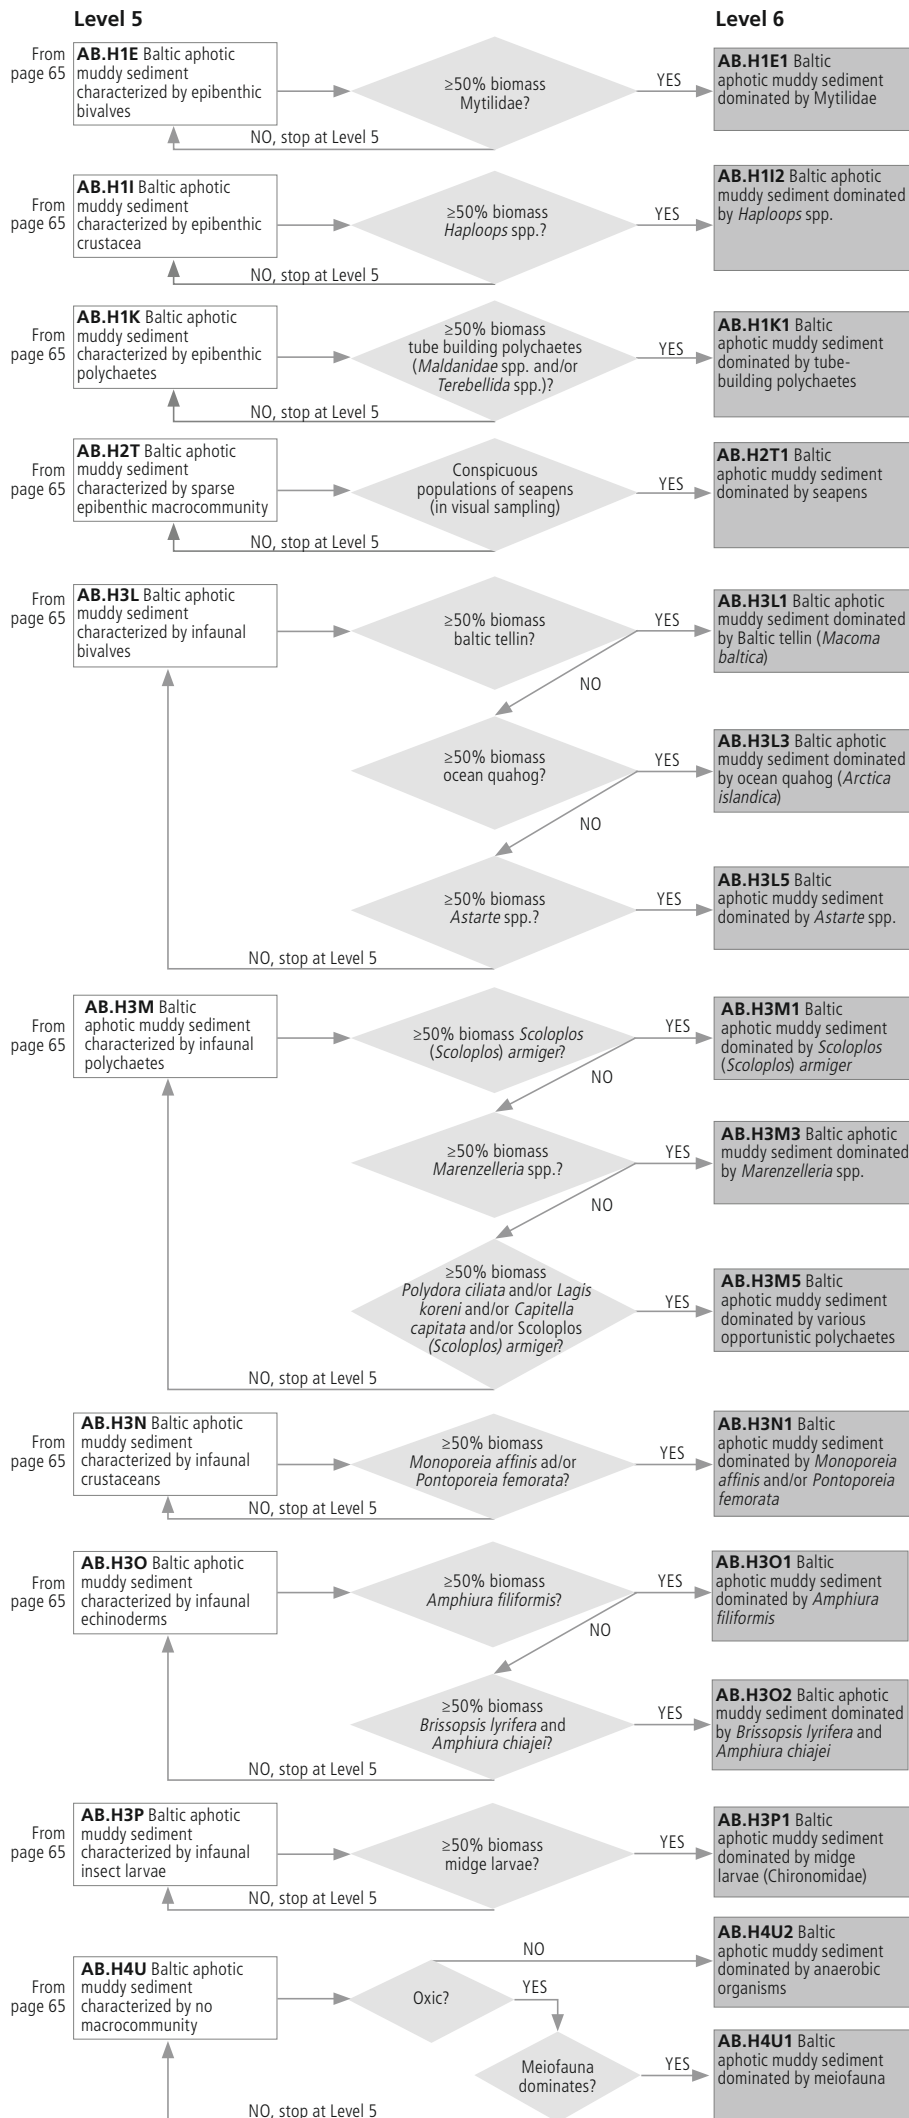 Level 5
Level 6
From
page 65
AB.H1E Baltic aphotic
muddy sediment
characterized by epibenthic
bivalves
≥50% biomass
Mytilidae?
YES
AB.H1E1 Baltic
aphotic muddy sediment
dominated by Mytilidae
NO, stop at Level 5
From
page 65
AB.H1I Baltic aphotic
muddy sediment
characterized by epibenthic
crustacea
≥50% biomass
Haploops spp.?
YES
AB.H1I2 Baltic aphotic
muddy sediment dominated
by Haploops spp.
NO, stop at Level 5
From
page 65
AB.H1K Baltic aphotic
muddy sediment
characterized by epibenthic
polychaetes
≥50% biomass
tube building polychaetes
(Maldanidae spp. and/or
Terebellida spp.)?
YES
AB.H1K1 Baltic
aphotic muddy sediment
dominated by tube-
building polychaetes
NO, stop at Level 5
From
page 65
AB.H2T Baltic aphotic
muddy sediment
characterized by sparse
epibenthic macrocommunity
Conspicuous
populations of seapens
(in visual sampling)
YES
AB.H2T1 Baltic
aphotic muddy sediment
dominated by seapens
NO, stop at Level 5
From
page 65
AB.H3L Baltic aphotic
muddy sediment
characterized by infaunal
bivalves
≥50% biomass
baltic tellin?
YES
AB.H3L1 Baltic aphotic
muddy sediment dominated
by Baltic tellin (Macoma
baltica)
NO
≥50% biomass
ocean quahog?
YES
AB.H3L3 Baltic aphotic
muddy sediment dominated
by ocean quahog (Arctica
islandica)
NO
≥50% biomass
Astarte spp.?
YES
AB.H3L5 Baltic
aphotic muddy sediment
dominated by Astarte spp.
NO, stop at Level 5
From
page 65
AB.H3M Baltic
aphotic muddy sediment
characterized by infaunal
polychaetes
≥50% biomass Scoloplos
(Scoloplos) armiger?
YES
AB.H3M1 Baltic
aphotic muddy sediment
dominated by Scoloplos
(Scoloplos) armiger
NO
≥50% biomass
Marenzelleria spp.?
YES
AB.H3M3 Baltic aphotic
muddy sediment dominated
by Marenzelleria spp.
NO
≥50% biomass
Polydora ciliata and/or Lagis
koreni and/or Capitella
capitata and/or Scoloplos
(Scoloplos) armiger?
YES
AB.H3M5 Baltic
aphotic muddy sediment
dominated by various
opportunistic polychaetes
NO, stop at Level 5
From
page 65
AB.H3N Baltic aphotic
muddy sediment
characterized by infaunal
crustaceans
≥50% biomass
Monoporeia affinis ad/or
Pontoporeia femorata?
YES
AB.H3N1 Baltic
aphotic muddy sediment
dominated by Monoporeia
affinis and/or Pontoporeia
femorata
NO, stop at Level 5
From
page 65
AB.H3O Baltic aphotic
muddy sediment
characterized by infaunal
echinoderms
≥50% biomass
Amphiura filiformis?
YES
AB.H3O1 Baltic
aphotic muddy sediment
dominated by Amphiura
filiformis
NO
≥50% biomass
Brissopsis lyrifera and
Amphiura chiajei?
YES
AB.H3O2 Baltic aphotic
muddy sediment dominated
by Brissopsis lyrifera and
Amphiura chiajei
NO, stop at Level 5
From
page 65
AB.H3P Baltic aphotic
muddy sediment
characterized by infaunal
insect larvae
≥50% biomass
midge larvae?
YES
AB.H3P1 Baltic
aphotic muddy sediment
dominated by midge
larvae (Chironomidae)
NO, stop at Level 5
From
page 65
AB.H4U Baltic aphotic
muddy sediment
characterized by no
macrocommunity
Oxic?
NO
AB.H4U2 Baltic
aphotic muddy sediment
dominated by anaerobic
organisms
YES
Meiofauna
dominates?
YES
AB.H4U1 Baltic
aphotic muddy sediment
dominated by meiofauna
NO, stop at Level 5